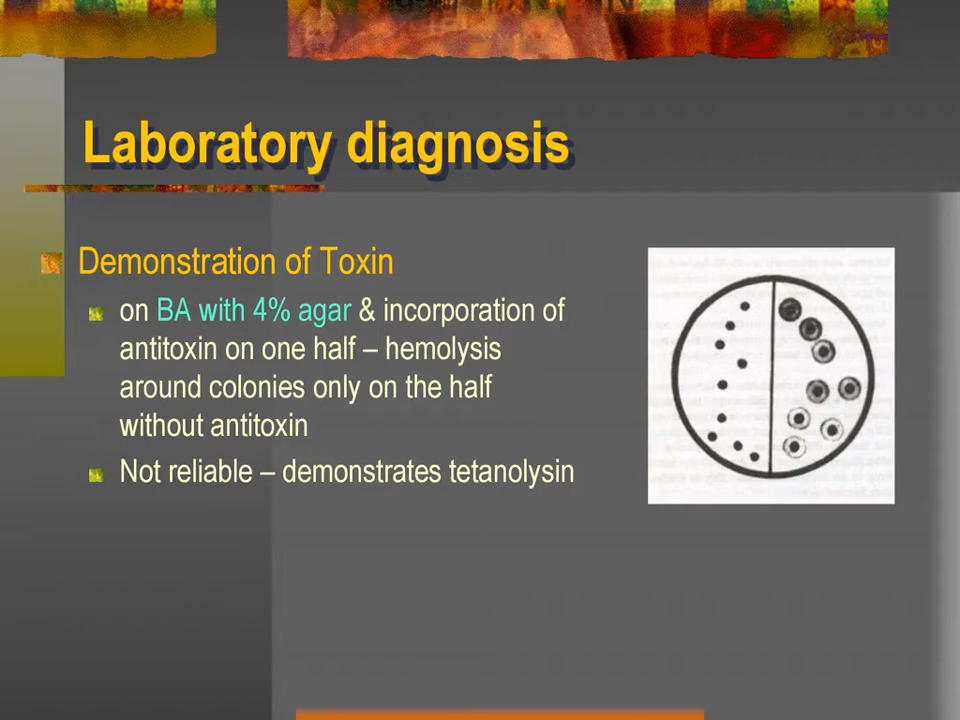 Laboratory diagnosis
Demonstration of Toxin
on BA with 4% agar & incorporation of
antitoxin on one half – hemolysis
around colonies only on the half
without antitoxin
Not reliable – demonstrates tetanolysin